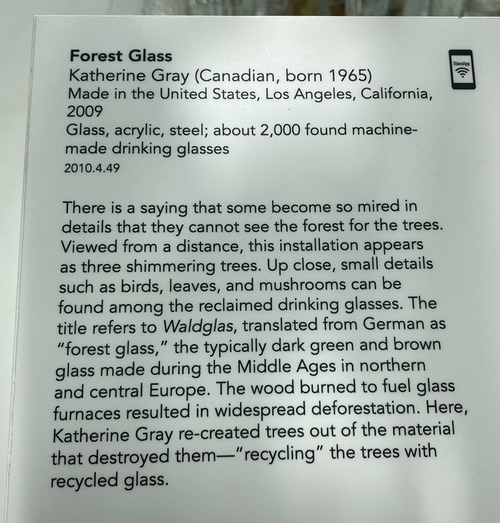 Forest Glass
Katherine Gray (Canadian, born 1965)
Made in the United States, Los Angeles, California,
2009
Glass, acrylic, steel; about 2,000 found machine-
made drinking glasses
2010.4.49
GlassApp
There is a saying that some become so mired in
details that they cannot see the forest for the trees.
Viewed from a distance, this installation appears
as three shimmering trees. Up close, small details
such as birds, leaves, and mushrooms can be
found among the reclaimed drinking glasses. The
title refers to Waldglas, translated from German as
“forest glass,” the typically dark green and brown
glass made during the Middle Ages in northern
and central Europe. The wood burned to fuel glass
furnaces resulted in widespread deforestation. Here,
Katherine Gray re-created trees out of the material
that destroyed them—“recycling” the trees with
recycled glass.